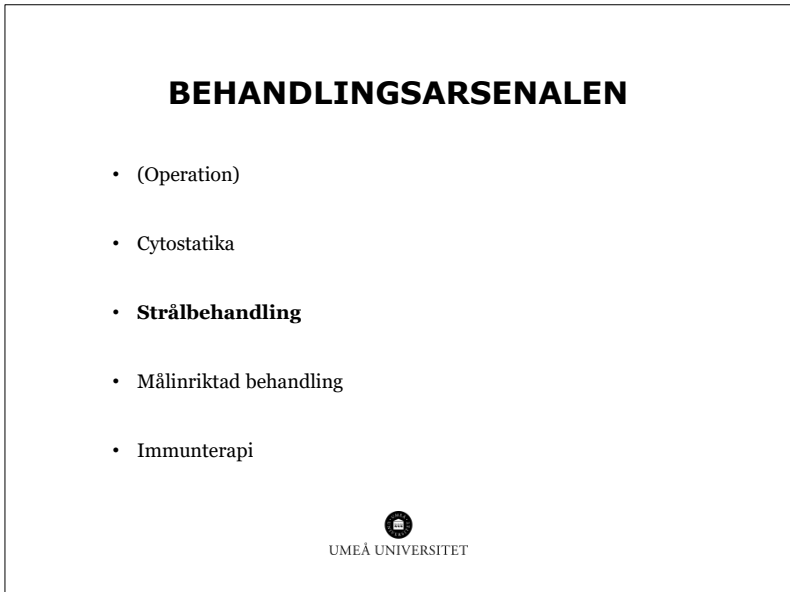 BEHANDLINGSARSENALEN
• (Operation)
• Cytostatika
• Strålbehandling
• Målinriktad behandling
• Immunterapi
UMEÅ UNIVERSITET